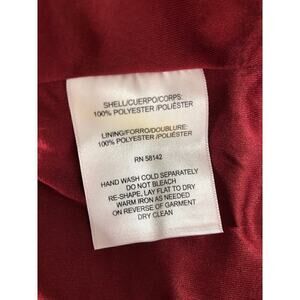 SHELL/CUERPO/CORPS:
100% POLYESTER /POLIÉSTER
LINING/FORRO/DOUBLURE:
100% POLYESTER /POLIÉSTER
RN 58142
HAND WASH COLD SEPARATELY
DO NOT BLEACH
RE-SHAPE, LAY FLAT TO DRY
WARM IRON AS NEEDED
ON REVERSE OF GARMENT
DRY CLEAN